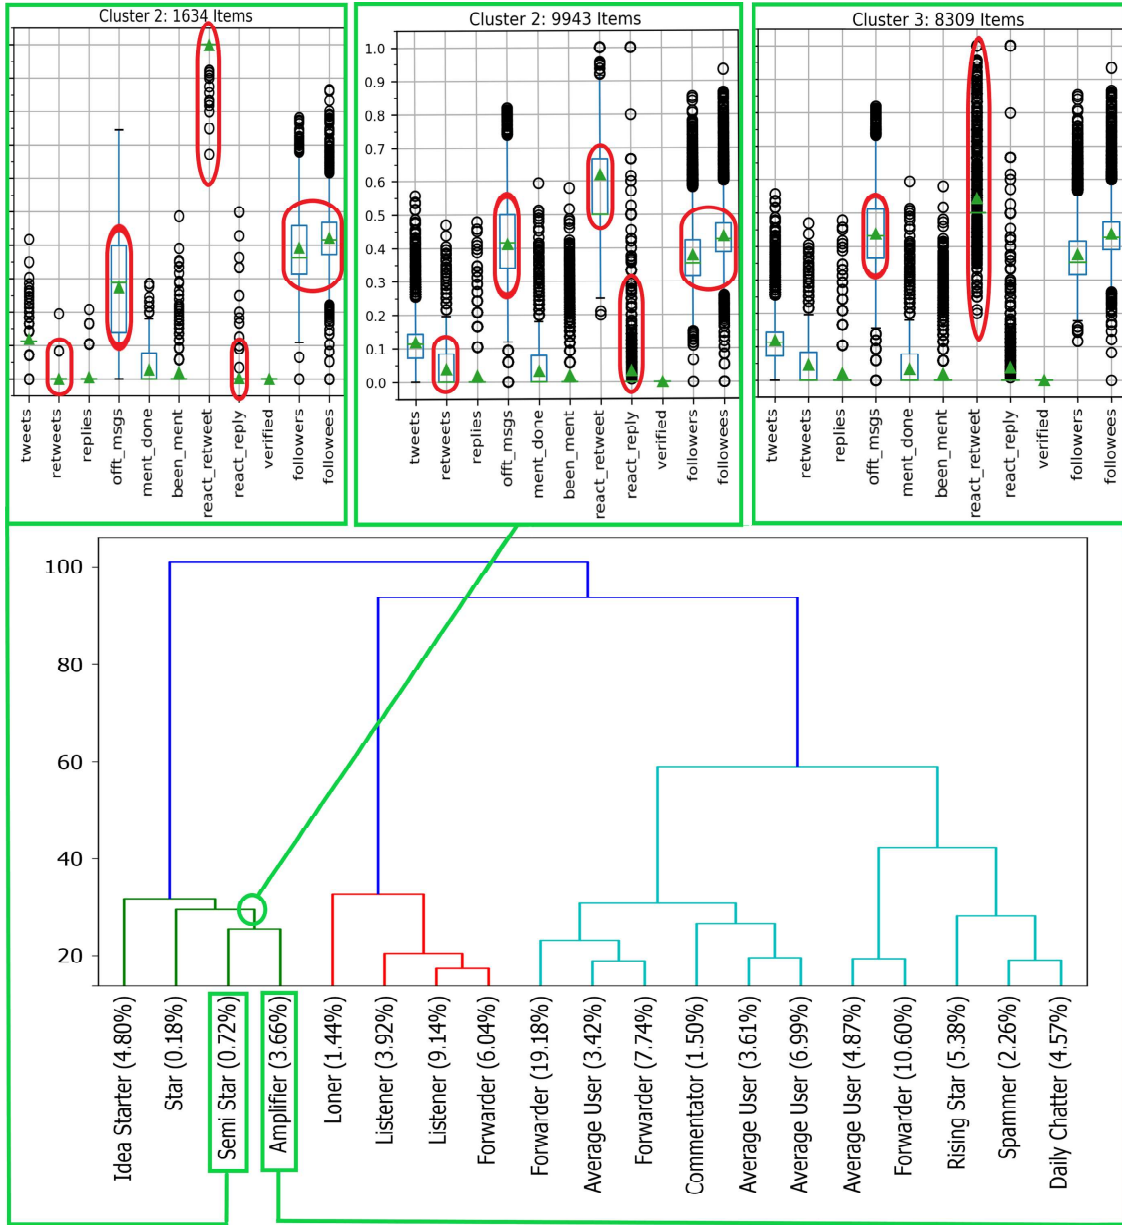 Cluster 2: 1634 Items
tweets
retweets
replies
offt_msgs
ment_done
been_ment
react_retweet
react_reply
verified
followers
followees
Cluster 2: 9943 Items
1.0
0.9
0.8
0.7
0.6
0.5
0.4
0.3
0.2
0.1
0.0
tweets
retweets
replies
offt_msgs
ment_done
been_ment
react_retweet
react_reply
verified
followers
followees
Cluster 3: 8309 Items
tweets
retweets
replies
offt_msgs
ment_done
been_ment
react_retweet
react_reply
verified
followers
followees
100
80
60
40
20
Idea Starter (4.80%)
Star (0.18%)
Semi Star (0.72%)
Amplifier (3.66%)
Loner (1.44%)
Listener (3.92%)
Listener (9.14%)
Forwarder (6.04%)
Forwarder (19.18%)
Average User (3.42%)
Forwarder (7.74%)
Commentator (1.50%)
Average User (3.61%)
Average User (6.99%)
Average User (4.87%)
Forwarder (10.60%)
Rising Star (5.38%)
Spammer (2.26%)
Daily Chatter (4.57%)